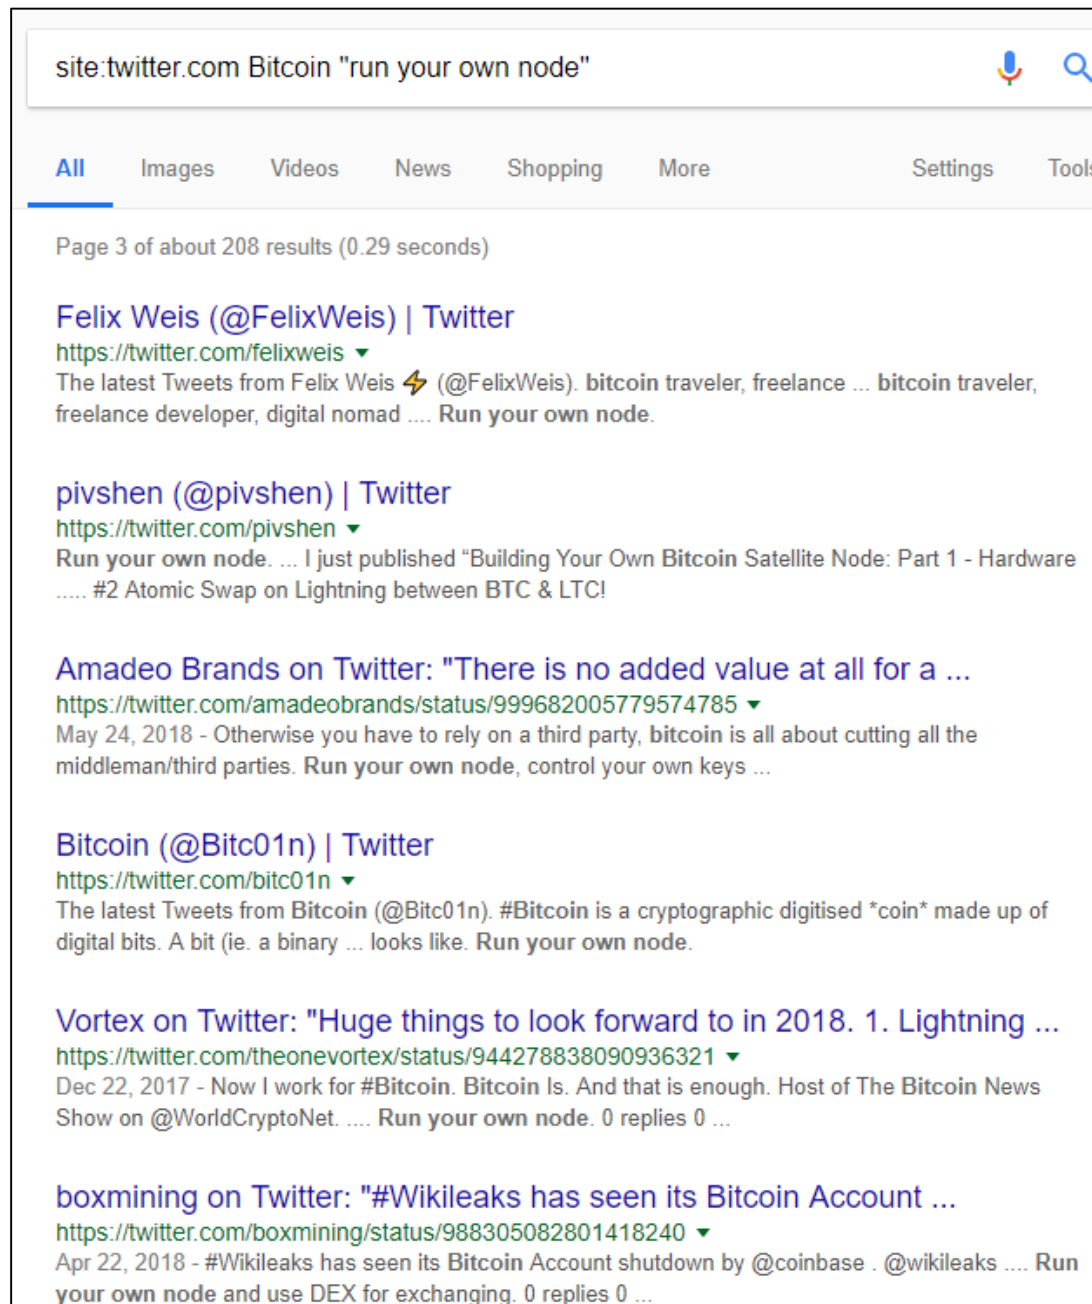 site:twitter.com Bitcoin "run your own node"
All Images Videos News Shopping More Settings Tools
Page 3 of about 208 results (0.29 seconds)
Felix Weis (@FelixWeis) | Twitter
https://twitter.com/felixweis
The latest Tweets from Felix Weis ⚡ (@FelixWeis). bitcoin traveler, freelance ... bitcoin traveler,
freelance developer, digital nomad .... Run your own node.
pivshen (@pivshen) | Twitter
https://twitter.com/pivshen
Run your own node. ... I just published “Building Your Own Bitcoin Satellite Node: Part 1 - Hardware
..... #2 Atomic Swap on Lightning between BTC & LTC!
Amadeo Brands on Twitter: "There is no added value at all for a ...
https://twitter.com/amadeobrands/status/999682005779574785
May 24, 2018 - Otherwise you have to rely on a third party, bitcoin is all about cutting all the
middleman/third parties. Run your own node, control your own keys ...
Bitcoin (@Bitc01n) | Twitter
https://twitter.com/bitc01n
The latest Tweets from Bitcoin (@Bitc01n). #Bitcoin is a cryptographic digitised *coin* made up of
digital bits. A bit (ie. a binary ... looks like. Run your own node.
Vortex on Twitter: "Huge things to look forward to in 2018. 1. Lightning ...
https://twitter.com/theonevortex/status/944278838090936321
Dec 22, 2017 - Now I work for #Bitcoin. Bitcoin Is. And that is enough. Host of The Bitcoin News
Show on @WorldCryptoNet. .... Run your own node. 0 replies 0 ...
boxmining on Twitter: "#Wikileaks has seen its Bitcoin Account ...
https://twitter.com/boxmining/status/988305082801418240
Apr 22, 2018 - #Wikileaks has seen its Bitcoin Account shutdown by @coinbase . @wikileaks .... Run
your own node and use DEX for exchanging. 0 replies 0 ...